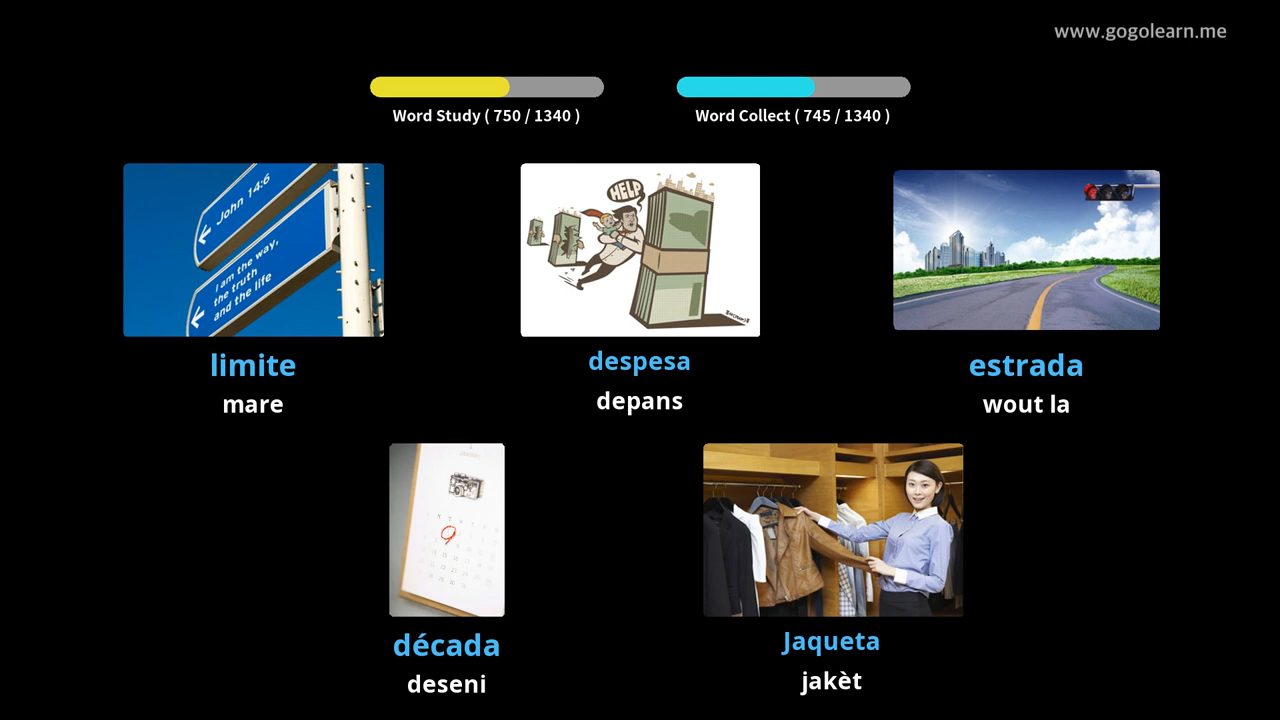 www.gogolearn.me
Word Study ( 750 / 1340 )
Word Collect ( 745 / 1340 )
John 14:6
I am the way,
the truth
and the life
HELP
limite
mare
despesa
depans
estrada
wout la
década
deseni
Jaqueta
jakèt